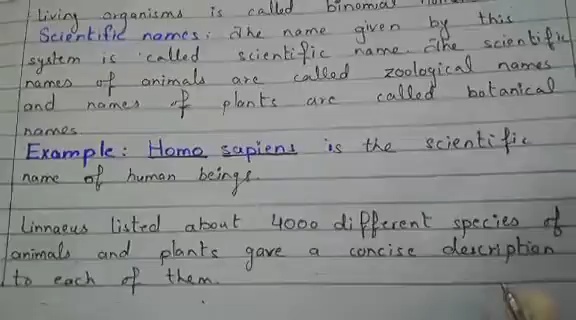 living organisms is called binomial
Scientific names: The name given by this
system is called scientific name. The scientific
names of animals are called zoological names
and names of plants are called botanical
names
Example: Homo sapiens is the scientific
name of human beings.
Linnaeus listed about 4000 different species of
animals and plants gave a concise description
to each of them.